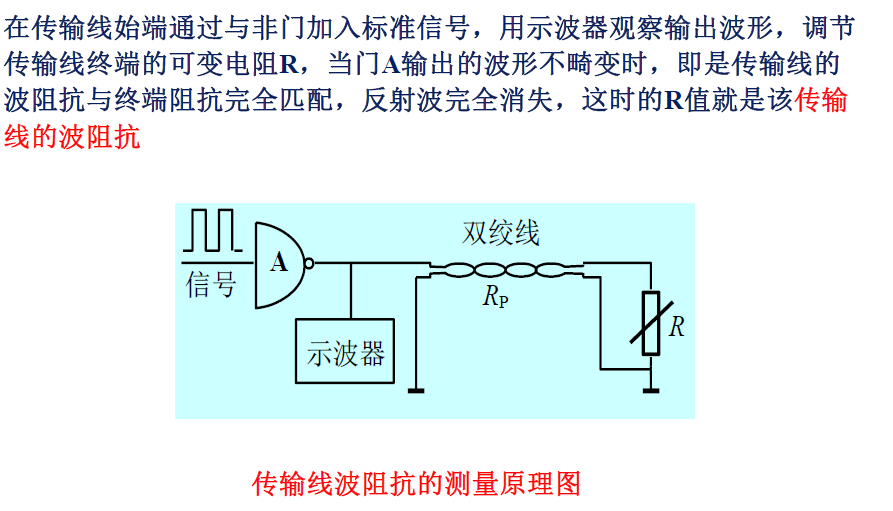 在传输线始端通过与非门加入标准信号，用示波器观察输出波形，调节
传输线终端的可变电阻R，当门A输出的波形不畸变时，即是传输线的
波阻抗与终端阻抗完全匹配，反射波完全消失，这时的R值就是该传输
线的波阻抗
双绞线
A
信号
RP
R
示波器
传输线波阻抗的测量原理图